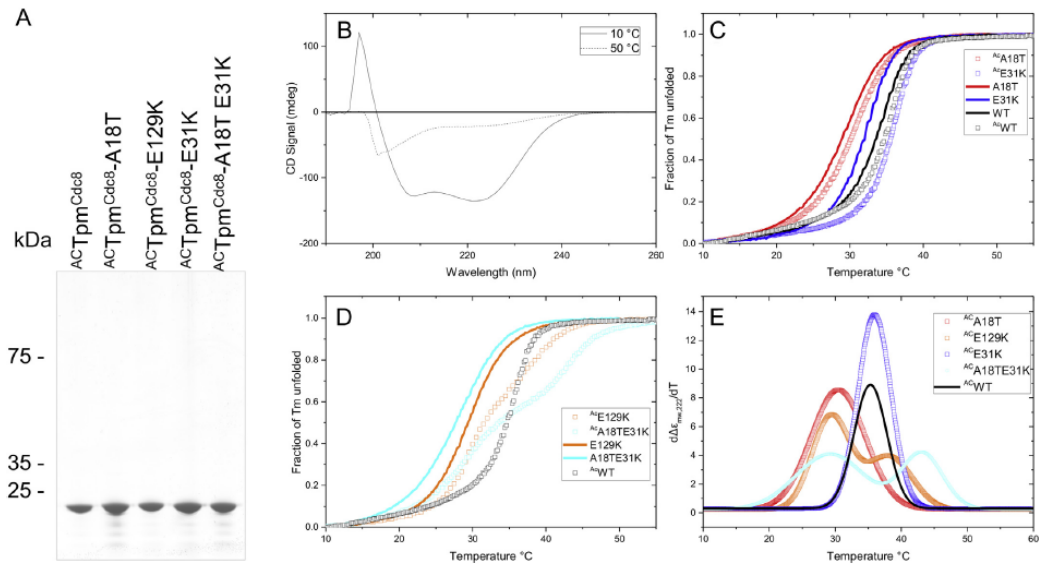 A
ACTpmCdc8
ACTpmCdc8-A18T
ACTpmCdc8-E129K
ACTpmCdc8-E31K
ACTpmCdc8-A18T E31K
kDa
75 -
35 -
25 -
B
10 °C
50 °C
CD Signal (mdeg)
100
0
-100
-200
200 220 240 260
Wavelength (nm)
C
AcA18T
AcE31K
A18T
E31K
WT
AcWT
Fraction of Tm unfolded
1.0
0.8
0.6
0.4
0.2
0.0
10 20 30 40 50
Temperature °C
D
AcE129K
AcA18TE31K
E129K
A18TE31K
AcWT
Fraction of Tm unfolded
1.0
0.8
0.6
0.4
0.2
0.0
10 20 30 40 50
Temperature °C
E
ACA18T
ACE129K
ACE31K
ACA18TE31K
ACWT
dΔεmw,222/dT
14
12
10
8
6
4
2
0
10 20 30 40 50 60
Temperature °C